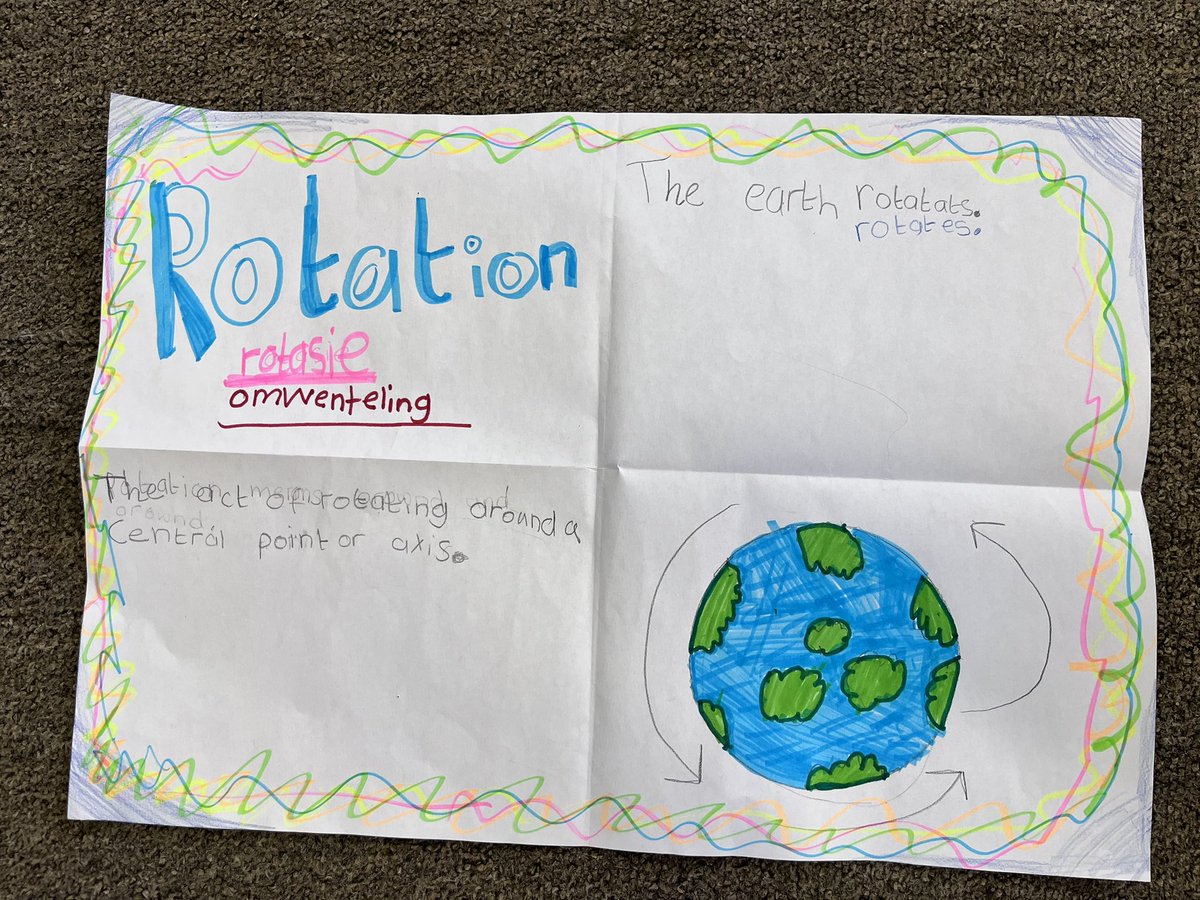 Rotation
rotasie
omwenteling
The earth rotatats.
rotates.
The act of rotating around a
central point or axis.